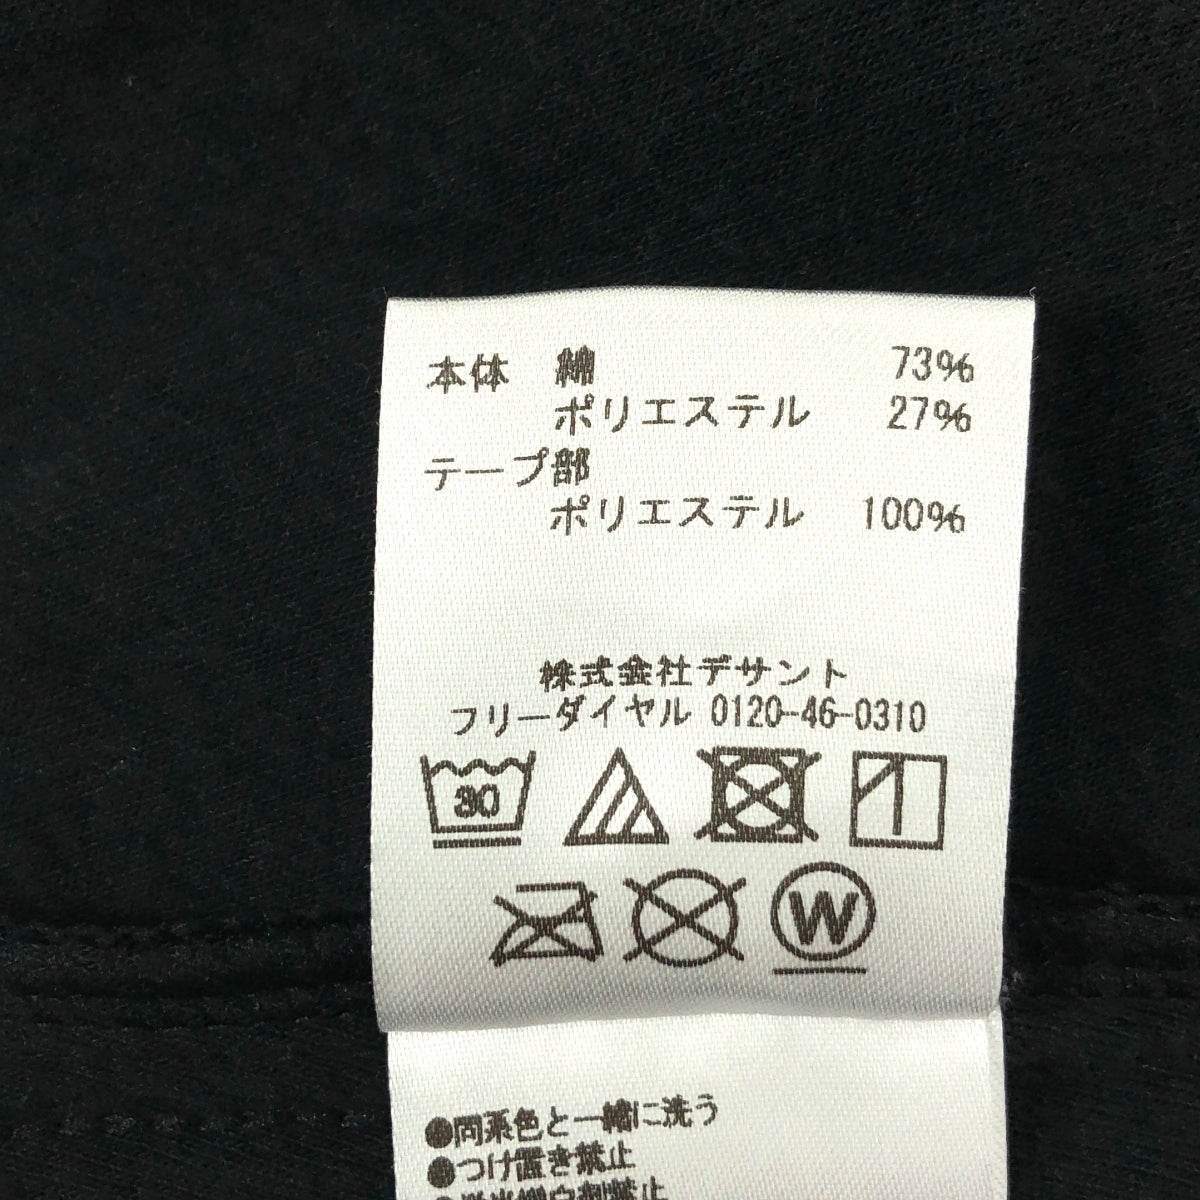 本体 綿 73%
ポリエステル 27%
テープ部
ポリエステル 100%
株式会社デサント
フリーダイヤル 0120-46-0310
30
W
●同系色と一緒に洗う
●つけ置き禁止